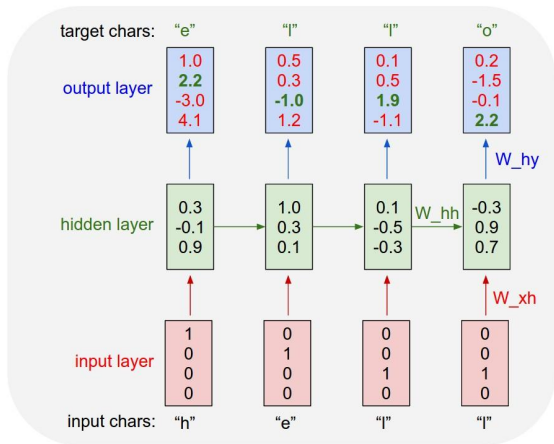 target chars: “e” “l” “l” “o”
output layer
1.0 0.5 0.1 0.2
2.2 0.3 0.5 -1.5
-3.0 -1.0 1.9 -0.1
4.1 1.2 -1.1 2.2
W_hy
hidden layer
0.3 1.0 0.1 -0.3
-0.1 0.3 -0.5 0.9
0.9 0.1 -0.3 0.7
W_hh
W_xh
input layer
1 0 0 0
0 1 0 0
0 0 1 1
0 0 0 0
input chars: “h” “e” “l” “l”